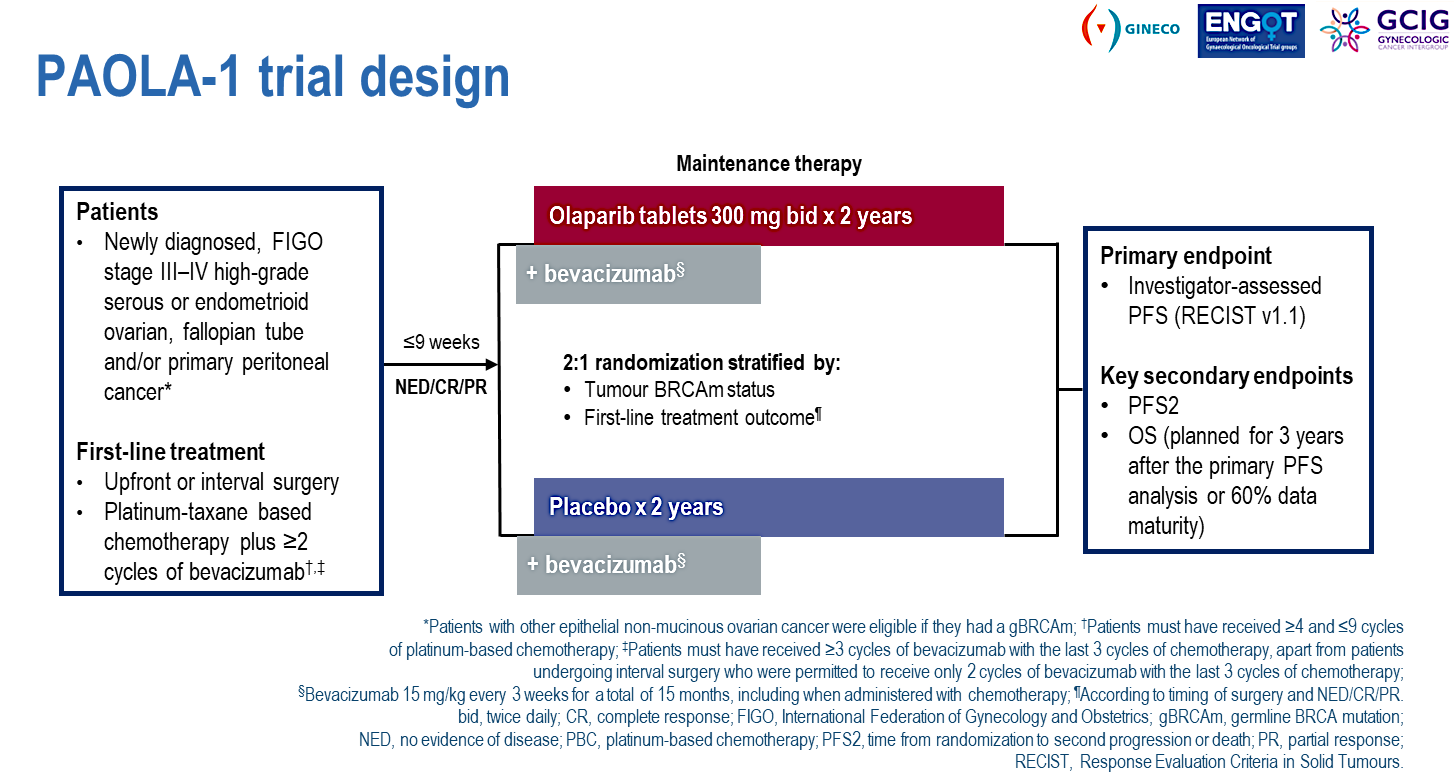 GINECO
ENGOT
European Network of
Gynaecological Oncological Trial groups
GCIG
GYNECOLOGIC
CANCER INTERGROUP
PAOLA-1 trial design
Maintenance therapy
Patients
• Newly diagnosed, FIGO
stage III–IV high-grade
serous or endometrioid
ovarian, fallopian tube
and/or primary peritoneal
cancer*
First-line treatment
• Upfront or interval surgery
• Platinum-taxane based
chemotherapy plus ≥2
cycles of bevacizumab†,‡
≤9 weeks
NED/CR/PR
Olaparib tablets 300 mg bid x 2 years
+ bevacizumab§
2:1 randomization stratified by:
• Tumour BRCAm status
• First-line treatment outcome¶
Placebo x 2 years
+ bevacizumab§
Primary endpoint
• Investigator-assessed
PFS (RECIST v1.1)
Key secondary endpoints
• PFS2
• OS (planned for 3 years
after the primary PFS
analysis or 60% data
maturity)
*Patients with other epithelial non-mucinous ovarian cancer were eligible if they had a gBRCAm; †Patients must have received ≥4 and ≤9 cycles
of platinum-based chemotherapy; ‡Patients must have received ≥3 cycles of bevacizumab with the last 3 cycles of chemotherapy, apart from patients
undergoing interval surgery who were permitted to receive only 2 cycles of bevacizumab with the last 3 cycles of chemotherapy;
§Bevacizumab 15 mg/kg every 3 weeks for a total of 15 months, including when administered with chemotherapy; ¶According to timing of surgery and NED/CR/PR.
bid, twice daily; CR, complete response; FIGO, International Federation of Gynecology and Obstetrics; gBRCAm, germline BRCA mutation;
NED, no evidence of disease; PBC, platinum-based chemotherapy; PFS2, time from randomization to second progression or death; PR, partial response;
RECIST, Response Evaluation Criteria in Solid Tumours.